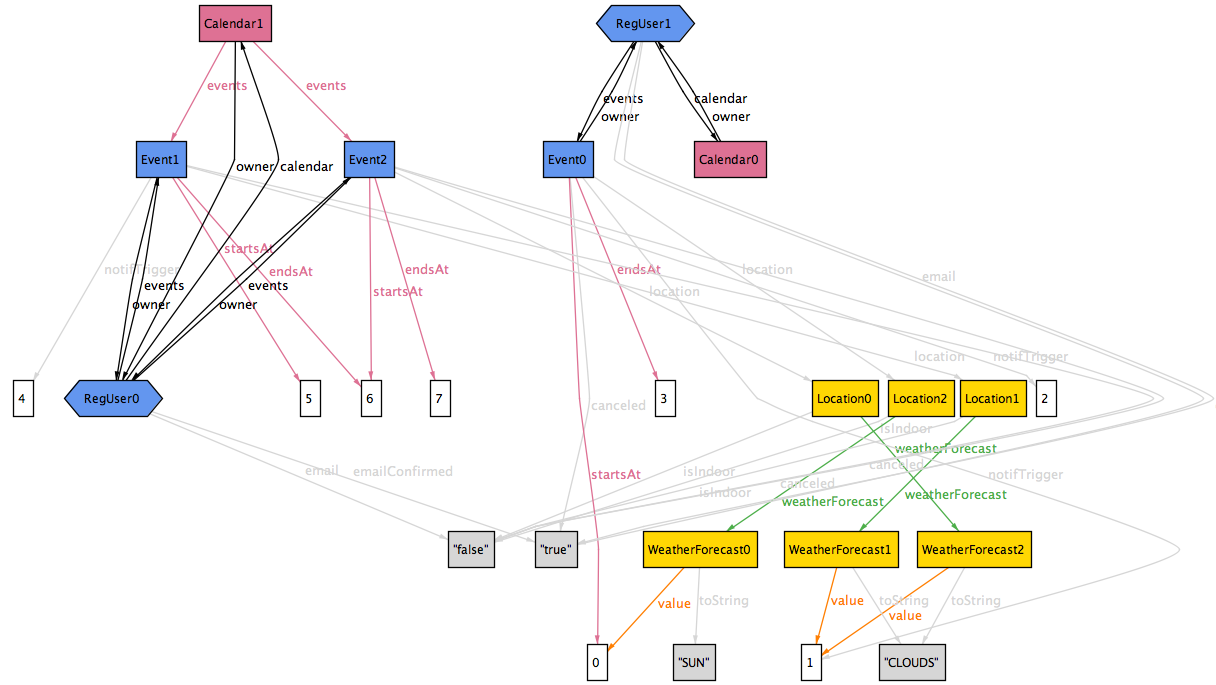 Calendar1
RegUser1
events
events
events
calendar
owner
owner
Event1
Event2
Event0
Calendar0
owner
calendar
startsAt
notifTrigger
endsAt
endsAt
endsAt
location
email
events
events
startsAt
location
owner
owner
location
notifTrigger
4
RegUser0
5
6
7
3
Location0
Location2
Location1
2
canceled
isIndoor
weatherForecast
email
emailConfirmed
startsAt
isIndoor
canceled
notifTrigger
isIndoor
canceled
weatherForecast
weatherForecast
"false"
"true"
WeatherForecast0
WeatherForecast1
WeatherForecast2
value
toString
value
toString
toString
value
0
"SUN"
1
"CLOUDS"